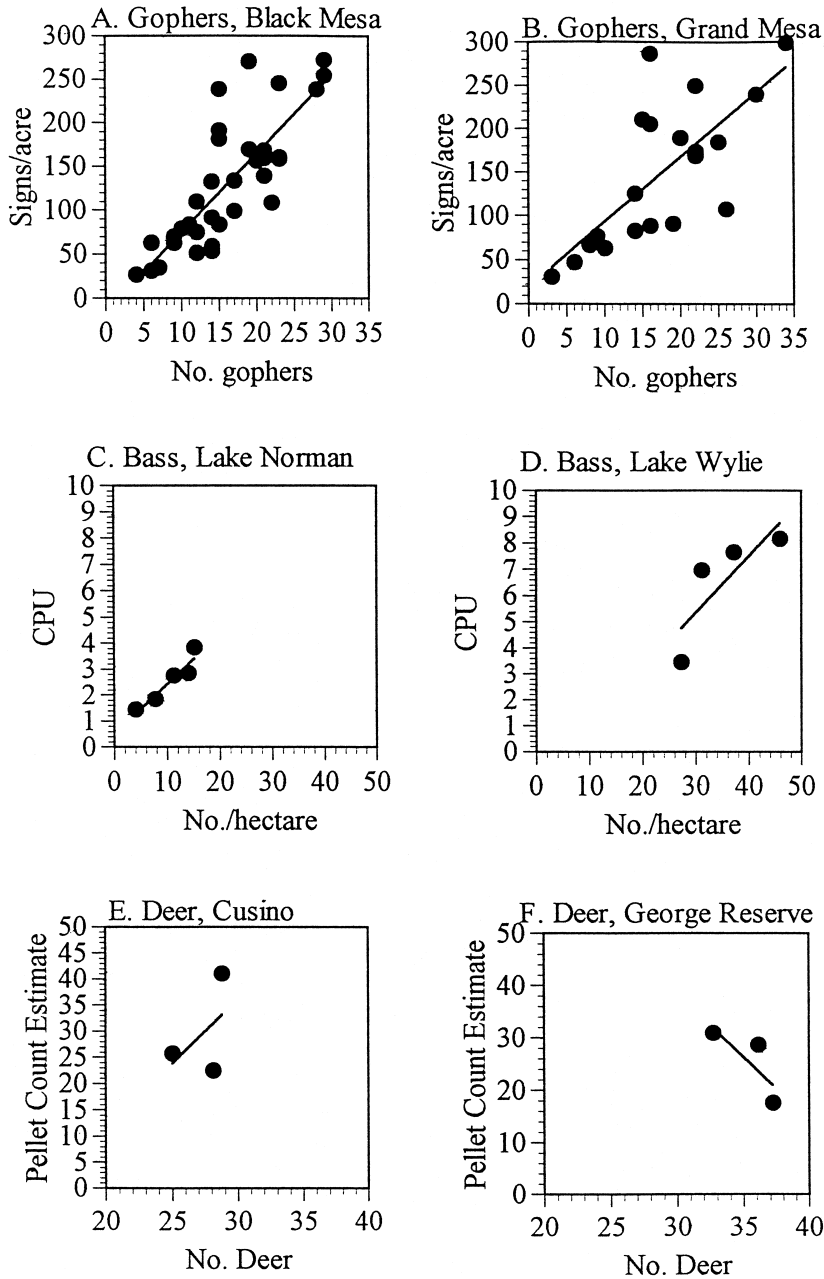 A. Gophers, Black Mesa
300
250
200
150
100
50
0
Signs/acre
0 5 10 15 20 25 30 35
No. gophers
B. Gophers, Grand Mesa
300
250
200
150
100
50
0
Signs/acre
0 5 10 15 20 25 30 35
No. gophers
C. Bass, Lake Norman
10
9
8
7
6
5
4
3
2
1
0
CPU
0 10 20 30 40 50
No./hectare
D. Bass, Lake Wylie
10
9
8
7
6
5
4
3
2
1
0
CPU
0 10 20 30 40 50
No./hectare
E. Deer, Cusino
50
45
40
35
30
25
20
15
10
5
0
Pellet Count Estimate
20 25 30 35 40
No. Deer
F. Deer, George Reserve
50
40
30
20
10
0
Pellet Count Estimate
20 25 30 35 40
No. Deer